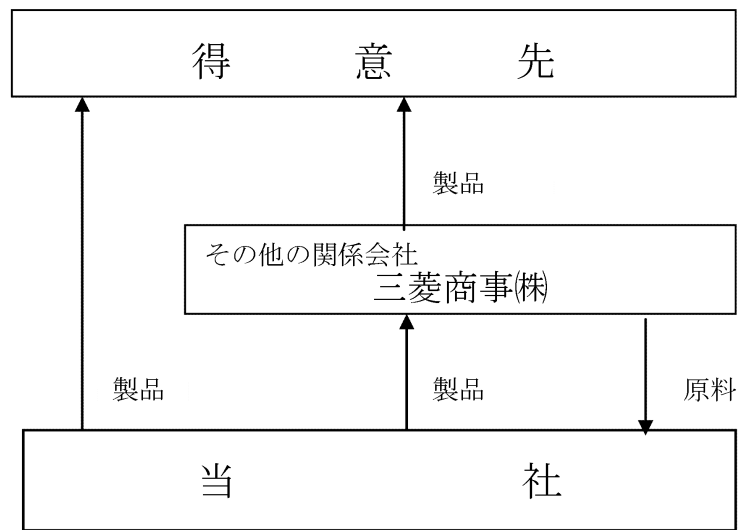 得意先
製品
その他の関係会社
三菱商事㈱
製品
製品
原料
当社